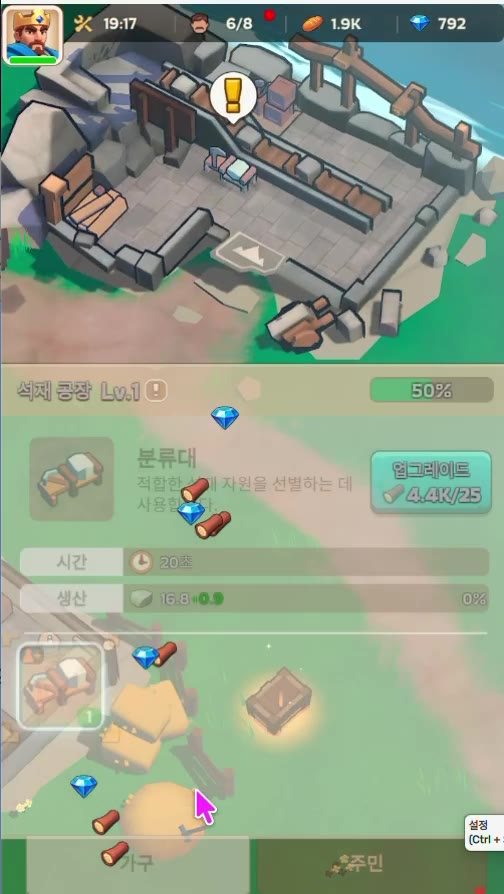 19:17 6/8 1.9K 792
석재 공장 Lv.1 50%
분류대
적합한 석재 자원을 선별하는 데
사용합니다.
업그레이드
4.4K/25
시간 20초
생산 16.8+0.9 0%
1
가구 주민
설정
(Ctrl +